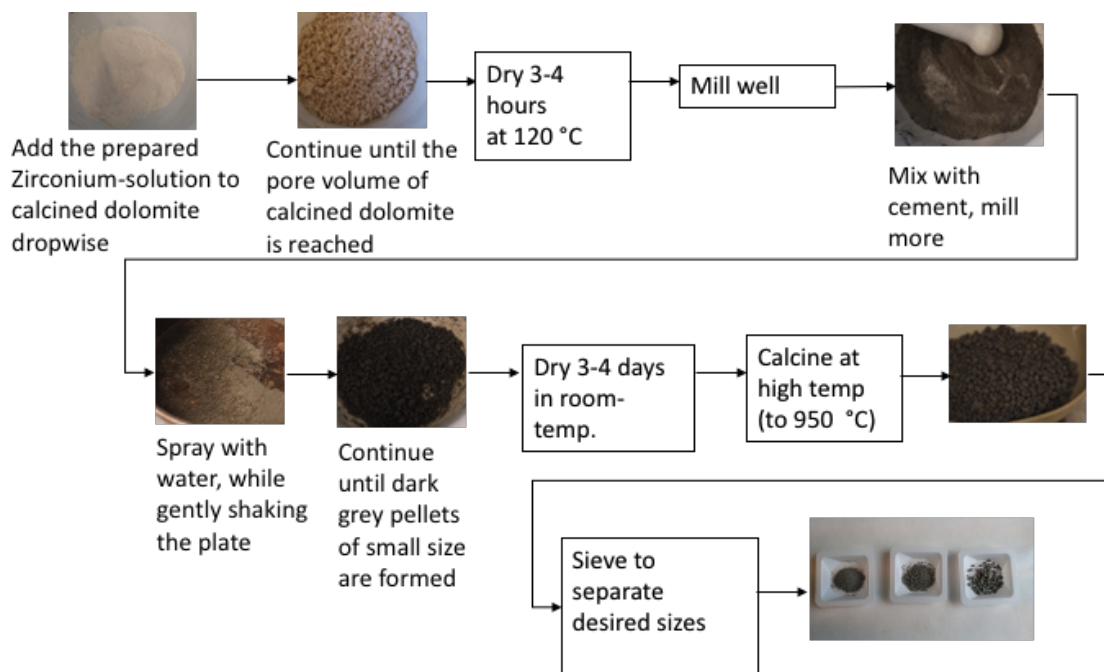 Dry 3-4
hours
at 120 °C
Mill well
Add the prepared
Zirconium-solution to
calcined dolomite
dropwise
Continue until the
pore volume of
calcined dolomite
is reached
Mix with
cement, mill
more
Dry 3-4 days
in room-
temp.
Calcine at
high temp
(to 950 °C)
Spray with
water, while
gently shaking
the plate
Continue
until dark
grey pellets
of small size
are formed
Sieve to
separate
desired sizes